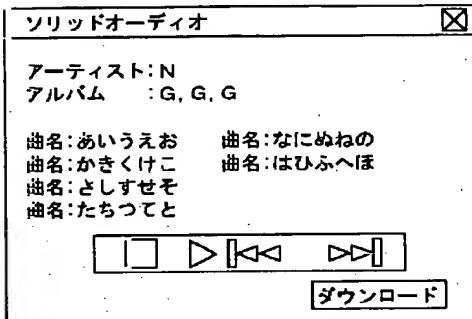 ソリッドオーディオ
アーティスト:N
アルバム :G, G, G
曲名:あいうえお 曲名:なにぬねの
曲名:かきくけこ 曲名:はひふへほ
曲名:さしすせそ
曲名:たちつてと
ダウンロード